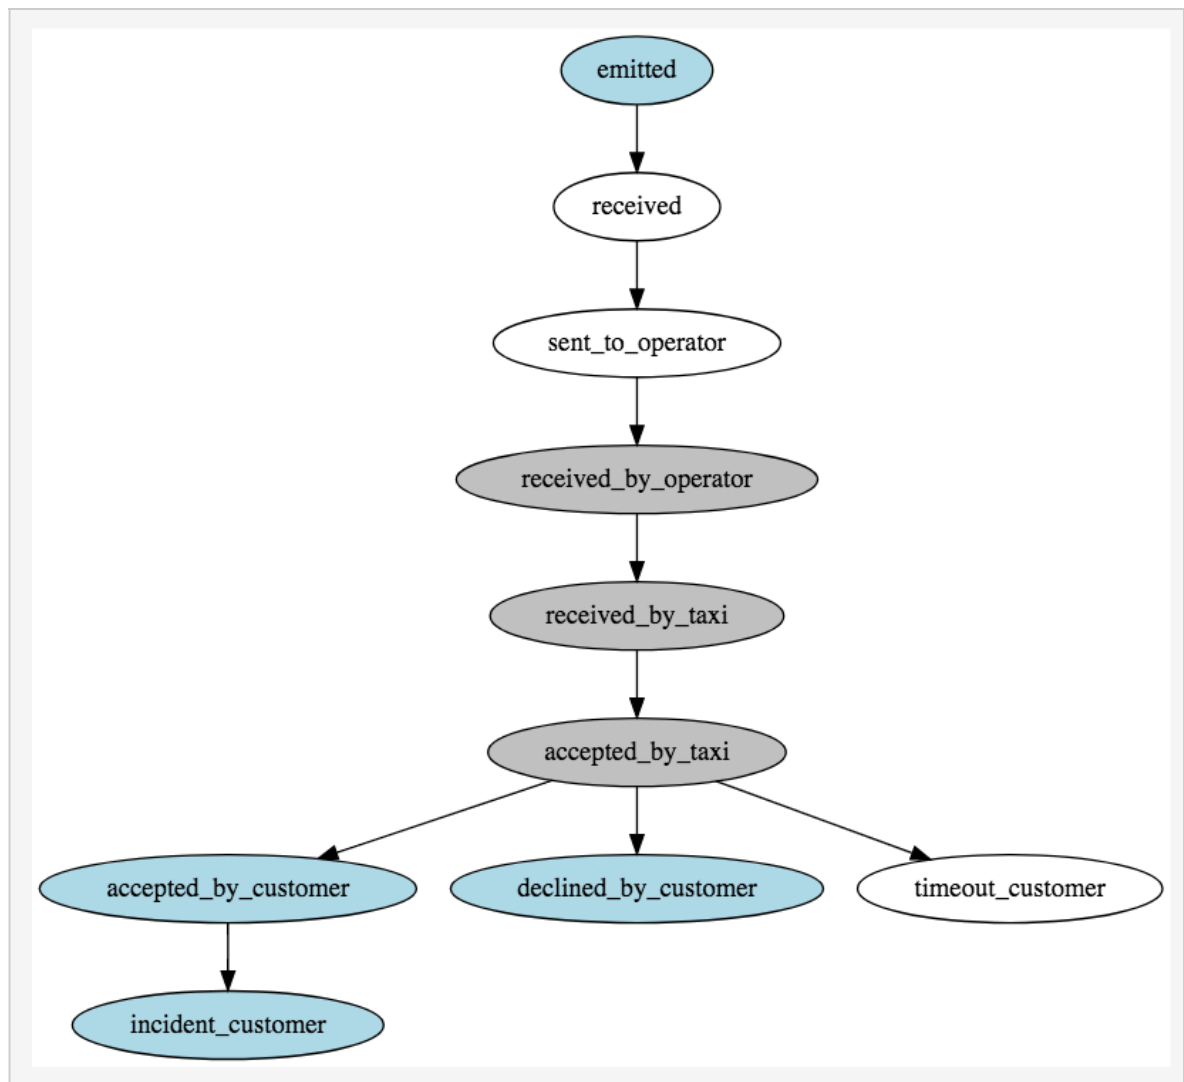 emitted
received
sent_to_operator
received_by_operator
received_by_taxi
accepted_by_taxi
accepted_by_customer
declined_by_customer
timeout_customer
incident_customer